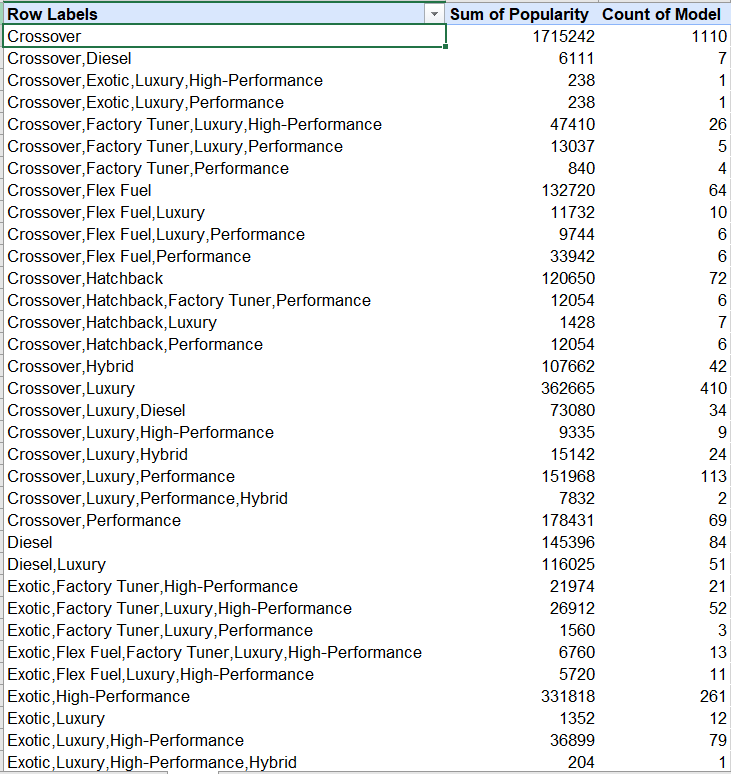 Row Labels Sum of Popularity Count of Model
Crossover 1715242 1110
Crossover,Diesel 6111 7
Crossover,Exotic,Luxury,High-Performance 238 1
Crossover,Exotic,Luxury,Performance 238 1
Crossover,Factory Tuner,Luxury,High-Performance 47410 26
Crossover,Factory Tuner,Luxury,Performance 13037 5
Crossover,Factory Tuner,Performance 840 4
Crossover,Flex Fuel 132720 64
Crossover,Flex Fuel,Luxury 11732 10
Crossover,Flex Fuel,Luxury,Performance 9744 6
Crossover,Flex Fuel,Performance 33942 6
Crossover,Hatchback 120650 72
Crossover,Hatchback,Factory Tuner,Performance 12054 6
Crossover,Hatchback,Luxury 1428 7
Crossover,Hatchback,Performance 12054 6
Crossover,Hybrid 107662 42
Crossover,Luxury 362665 410
Crossover,Luxury,Diesel 73080 34
Crossover,Luxury,High-Performance 9335 9
Crossover,Luxury,Hybrid 15142 24
Crossover,Luxury,Performance 151968 113
Crossover,Luxury,Performance,Hybrid 7832 2
Crossover,Performance 178431 69
Diesel 145396 84
Diesel,Luxury 116025 51
Exotic,Factory Tuner,High-Performance 21974 21
Exotic,Factory Tuner,Luxury,High-Performance 26912 52
Exotic,Factory Tuner,Luxury,Performance 1560 3
Exotic,Flex Fuel,Factory Tuner,Luxury,High-Performance 6760 13
Exotic,Flex Fuel,Luxury,High-Performance 5720 11
Exotic,High-Performance 331818 261
Exotic,Luxury 1352 12
Exotic,Luxury,High-Performance 36899 79
Exotic,Luxury,High-Performance,Hybrid 204 1